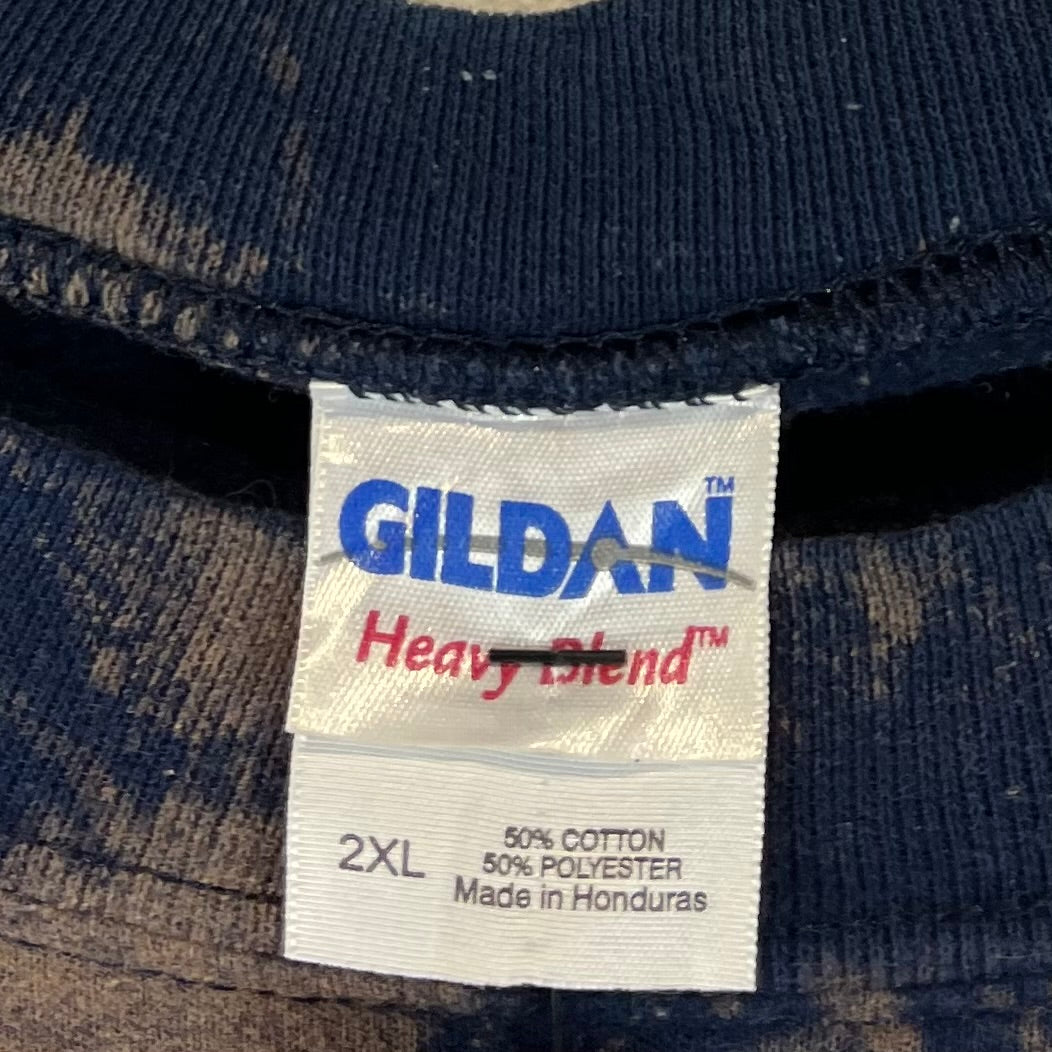 GILDAN™
Heavy Blend™
2XL
50% COTTON
50% POLYESTER
Made in Honduras